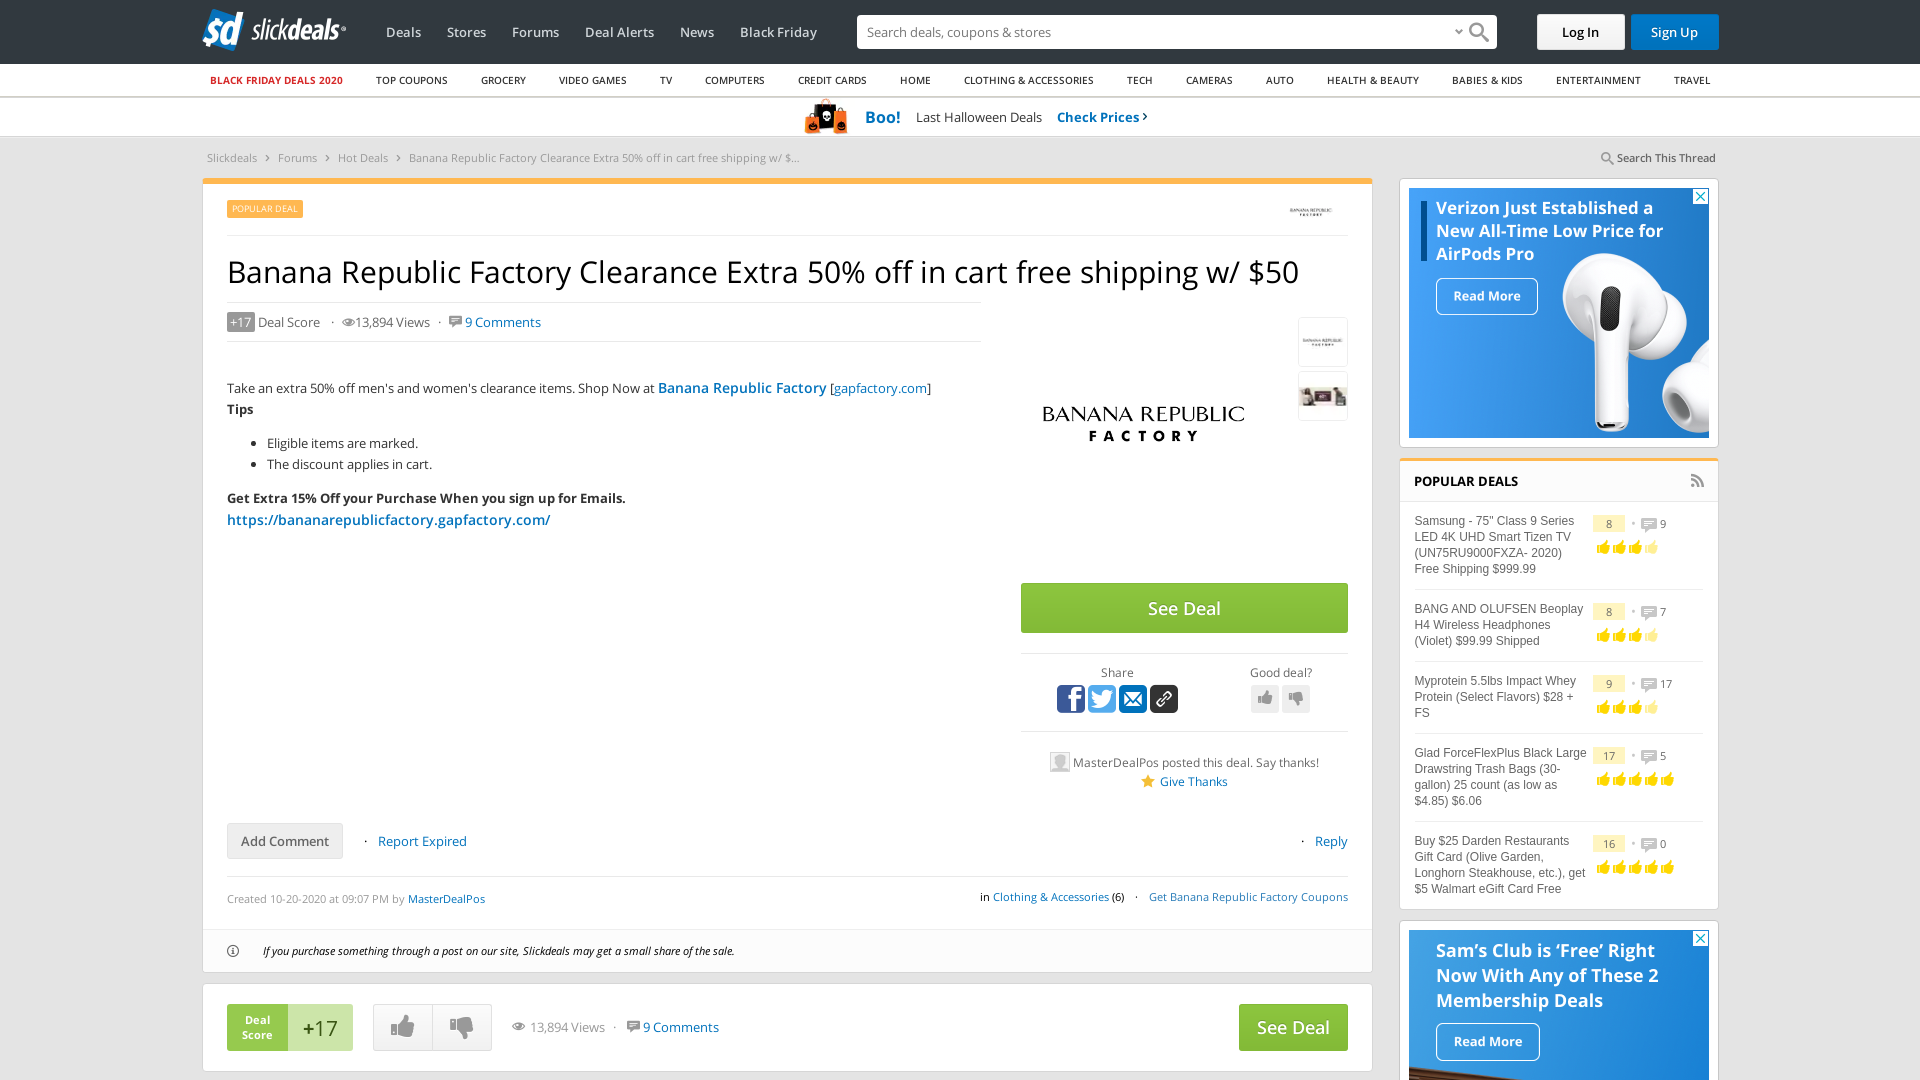 sd slickdeals
Deals Stores Forums Deal Alerts News Black Friday
Search deals, coupons & stores
Log In Sign Up
BLACK FRIDAY DEALS 2020 TOP COUPONS GROCERY VIDEO GAMES TV COMPUTERS CREDIT CARDS HOME CLOTHING & ACCESSORIES TECH CAMERAS AUTO HEALTH & BEAUTY BABIES & KIDS ENTERTAINMENT TRAVEL
Boo! Last Halloween Deals Check Prices
Slickdeals > Forums > Hot Deals > Banana Republic Factory Clearance Extra 50% off in cart free shipping w/ $...
Search This Thread
POPULAR DEAL
BANANA REPUBLIC
FACTORY
Banana Republic Factory Clearance Extra 50% off in cart free shipping w/ $50
+17 Deal Score · 13,894 Views · 9 Comments
Take an extra 50% off men's and women's clearance items. Shop Now at Banana Republic Factory [gapfactory.com]
Tips
• Eligible items are marked.
• The discount applies in cart.
Get Extra 15% Off your Purchase When you sign up for Emails.
https://bananarepublicfactory.gapfactory.com/
BANANA REPUBLIC
FACTORY
BANANA REPUBLIC
FACTORY
See Deal
Share
Good deal?
MasterDealPos posted this deal. Say thanks!
Give Thanks
Add Comment · Report Expired
· Reply
Created 10-20-2020 at 09:07 PM by MasterDealPos
in Clothing & Accessories (6) · Get Banana Republic Factory Coupons
If you purchase something through a post on our site, Slickdeals may get a small share of the sale.
Deal
Score
+17
13,894 Views · 9 Comments
See Deal
Verizon Just Established a
New All-Time Low Price for
AirPods Pro
Read More
POPULAR DEALS
Samsung - 75" Class 9 Series
LED 4K UHD Smart Tizen TV
(UN75RU9000FXZA- 2020)
Free Shipping $999.99
8 • 9
BANG AND OLUFSEN Beoplay
H4 Wireless Headphones
(Violet) $99.99 Shipped
8 • 7
Myprotein 5.5lbs Impact Whey
Protein (Select Flavors) $28 +
FS
9 • 17
Glad ForceFlexPlus Black Large
Drawstring Trash Bags (30-
gallon) 25 count (as low as
$4.85) $6.06
17 • 5
Buy $25 Darden Restaurants
Gift Card (Olive Garden,
Longhorn Steakhouse, etc.), get
$5 Walmart eGift Card Free
16 • 0
Sam's Club is ‘Free’ Right
Now With Any of These 2
Membership Deals
Read More